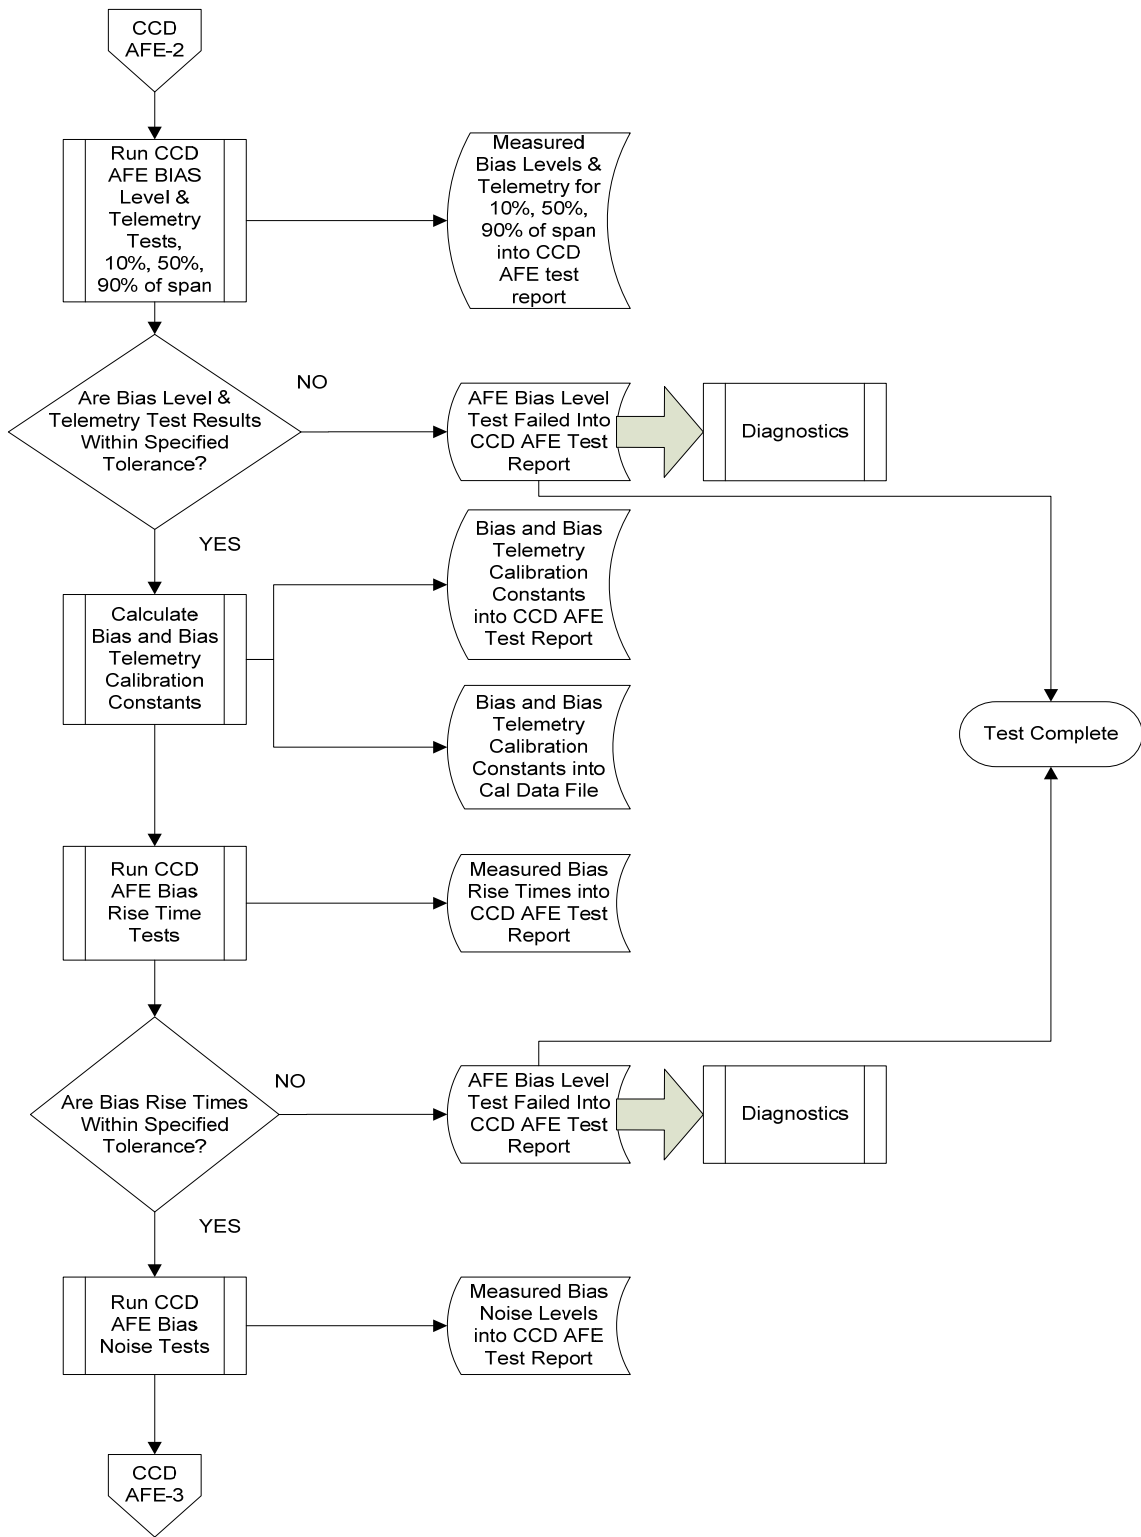 CCD
AFE-2
Run CCD
AFE BIAS
Level &
Telemetry
Tests,
10%, 50%,
90% of span
Measured
Bias Levels &
Telemetry for
10%, 50%,
90% of span
into CCD
AFE test
report
Are Bias Level &
Telemetry Test Results
Within Specified
Tolerance?
NO
AFE Bias Level
Test Failed Into
CCD AFE Test
Report
Diagnostics
YES
Calculate
Bias and Bias
Telemetry
Calibration
Constants
Bias and Bias
Telemetry
Calibration
Constants
into CCD AFE
Test Report
Bias and Bias
Telemetry
Calibration
Constants into
Cal Data File
Test Complete
Run CCD
AFE Bias
Rise Time
Tests
Measured Bias
Rise Times into
CCD AFE Test
Report
Are Bias Rise Times
Within Specified
Tolerance?
NO
AFE Bias Level
Test Failed Into
CCD AFE Test
Report
Diagnostics
YES
Run CCD
AFE Bias
Noise Tests
Measured Bias
Noise Levels
into CCD AFE
Test Report
CCD
AFE-3